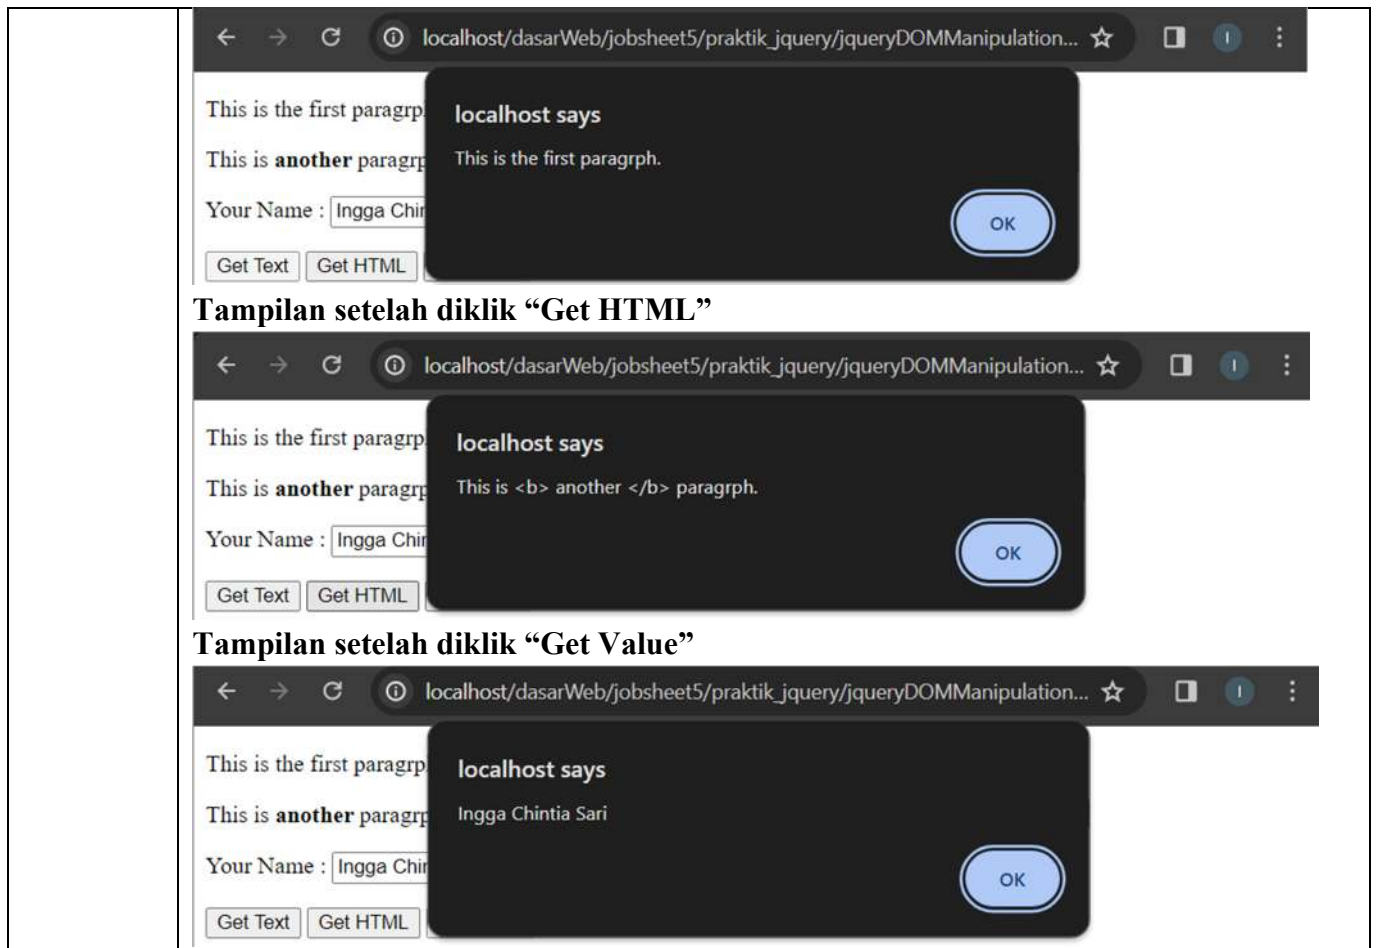 localhost/dasarWeb/jobsheet5/praktik_jquery/jqueryDOMManipulation...
I
This is the first paragrp
localhost says
This is the first paragrph.
This is another paragrp
Your Name : Ingga Chin
OK
Get Text Get HTML
Tampilan setelah diklik “Get HTML”
localhost/dasarWeb/jobsheet5/praktik_jquery/jqueryDOMManipulation...
I
This is the first paragrp
localhost says
This is another paragrp
This is <b> another </b> paragrph.
Your Name : Ingga Chin
OK
Get Text Get HTML
Tampilan setelah diklik “Get Value”
localhost/dasarWeb/jobsheet5/praktik_jquery/jqueryDOMManipulation...
I
This is the first paragrp
localhost says
This is another paragrp
Ingga Chintia Sari
Your Name : Ingga Chin
OK
Get Text Get HTML